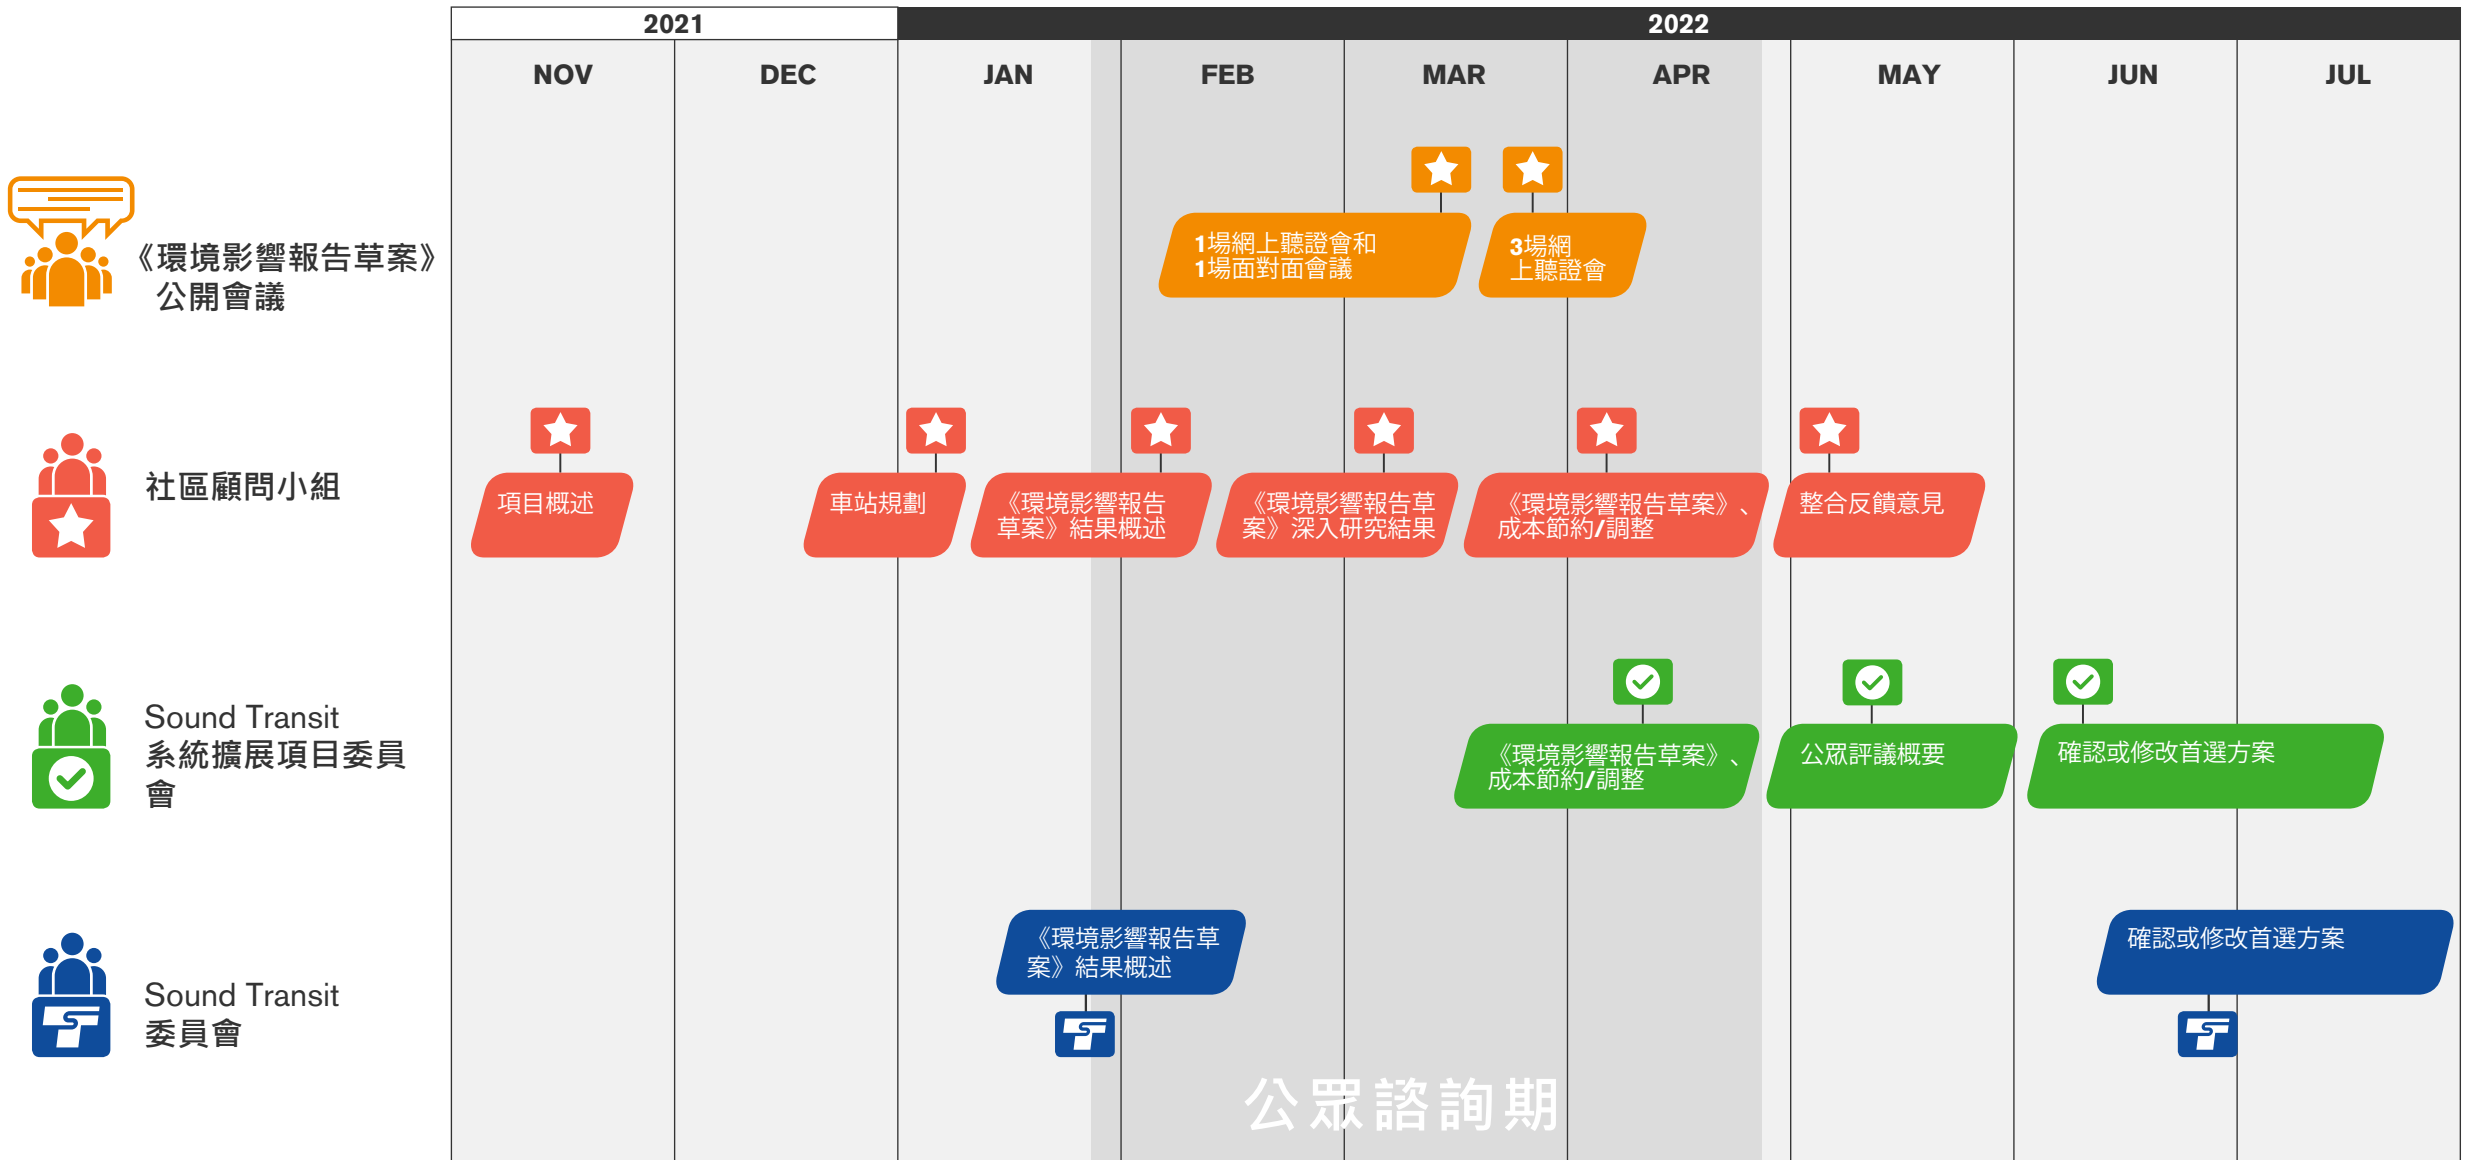 2021
2022
NOV
DEC
JAN
FEB
MAR
APR
MAY
JUN
JUL
《環境影響報告草案》
公開會議
1場網上聽證會和
1場面對面會議
3場網
上聽證會
社區顧問小組
項目概述
車站規劃
《環境影響報告
草案》結果概述
《環境影響報告草
案》深入研究結果
《環境影響報告草案》、
成本節約/調整
整合反饋意見
Sound Transit
系統擴展項目委員
會
《環境影響報告草案》、
成本節約/調整
公眾評議概要
確認或修改首選方案
Sound Transit
委員會
《環境影響報告草
案》結果概述
確認或修改首選方案
公眾諮詢期